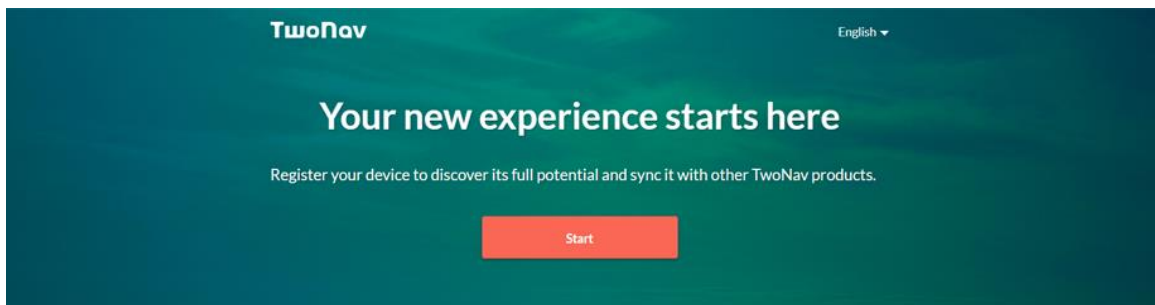 TwoNav
English
Your new experience starts here
Register your device to discover its full potential and sync it with other TwoNav products.
Start